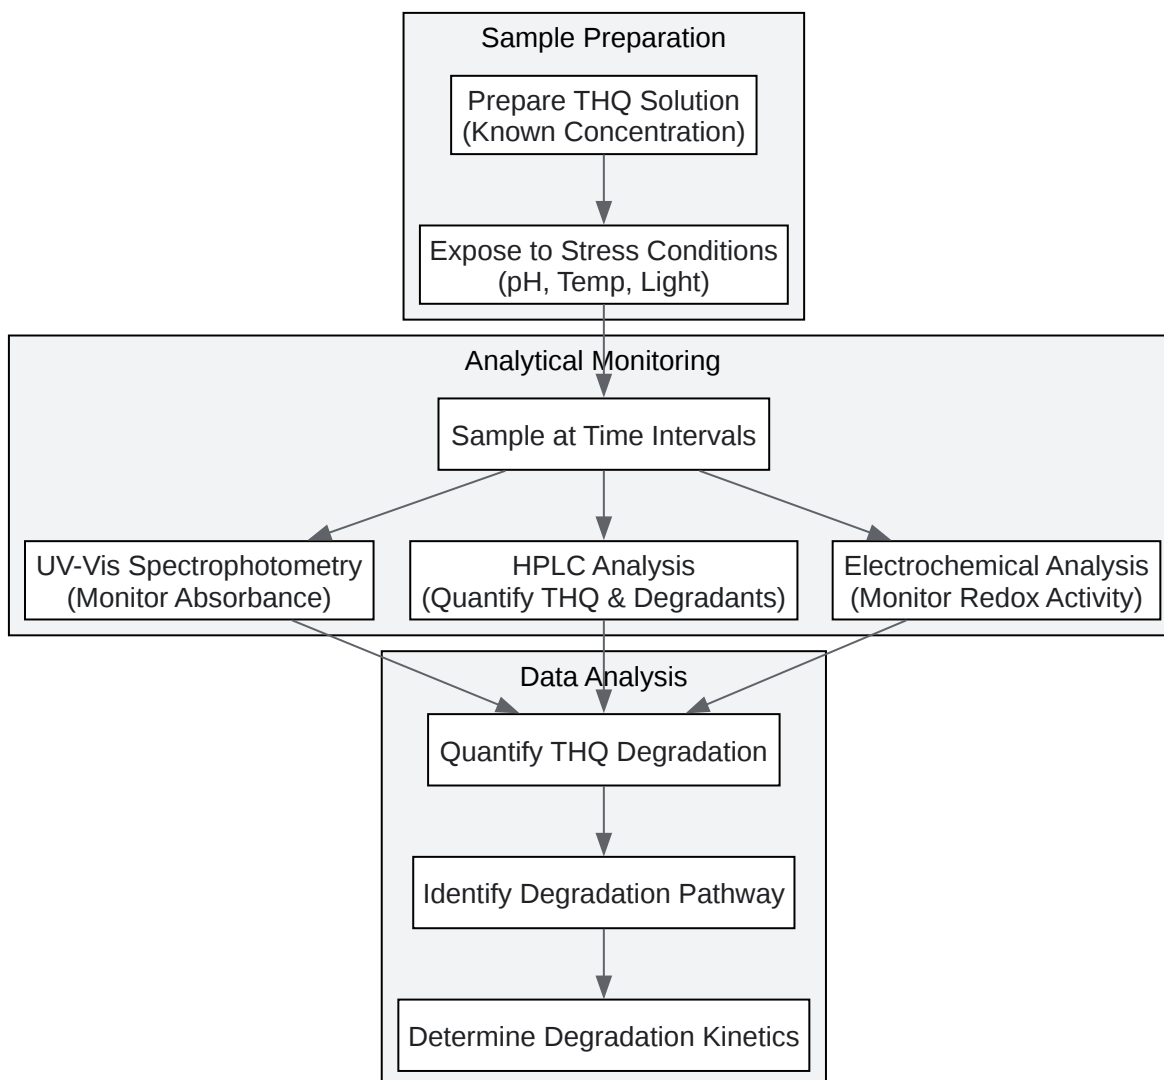 Sample Preparation
Prepare THQ Solution
(Known Concentration)
Expose to Stress Conditions
(pH, Temp, Light)
Analytical Monitoring
Sample at Time Intervals
UV-Vis Spectrophotometry
(Monitor Absorbance)
HPLC Analysis
(Quantify THQ & Degradants)
Electrochemical Analysis
(Monitor Redox Activity)
Data Analysis
Quantify THQ Degradation
Identify Degradation Pathway
Determine Degradation Kinetics